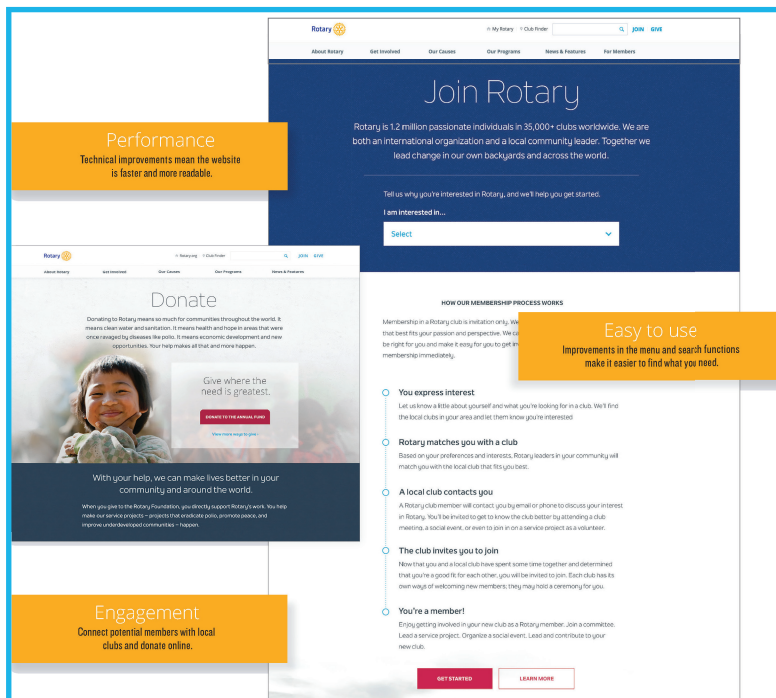 Rotary
My Rotary
Club Finder
JOIN
GIVE
About Rotary
Get Involved
Our Causes
Our Programs
News & Features
For Members
Join Rotary
Rotary is 1.2 million passionate individuals in 35,000+ clubs worldwide. We are
both an international organization and a local community leader. Together we
lead change in our own backyards and across the world.
Tell us why you're interested in Rotary, and we'll help you get started.
I am interested in...
Select
Performance
Technical improvements mean the website
is faster and more readable.
Rotary
Rotary.org
Club Finder
JOIN
GIVE
About Rotary
Get Involved
Our Causes
Our Programs
News & Features
Donate
Donating to Rotary means so much for communities throughout the world. It
means clean water and sanitation. It means health and hope in areas that were
once ravaged by diseases like polio. It means economic development and new
opportunities. Your help makes all that and more happen.
Give where the
need is greatest.
DONATE TO THE ANNUAL FUND
View more ways to give ›
With your help, we can make lives better in your
community and around the world.
When you give to the Rotary Foundation, you directly support Rotary's work. You help
make our service projects – projects that eradicate polio, promote peace, and
improve underdeveloped communities – happen.
HOW OUR MEMBERSHIP PROCESS WORKS
Membership in a Rotary club is invitation only. We
that best fits your passion and perspective. We
be right for you and make it easy for you to get
membership immediately.
Easy to use
Improvements in the menu and search functions
make it easier to find what you need.
You express interest
Let us know a little about yourself and what you're looking for in a club. We'll find
the local clubs in your area and let them know you're interested
Rotary matches you with a club
Based on your preferences and interests, Rotary leaders in your community will
match you with the local club that fits you best.
A local club contacts you
A Rotary club member will contact you by email or phone to discuss your interest
in Rotary. You'll be invited to get to know the club better by attending a club
meeting, a social event, or even to join in on a service project as a volunteer.
The club invites you to join
Now that you and a local club have spent some time together and determined
that you're a good fit for each other, you will be invited to join. Each club has its
own ways of welcoming new members; they may hold a ceremony for you.
You're a member!
Enjoy getting involved in your new club as a Rotary member. Join a committee.
Lead a service project. Organize a social event. Lead and contribute to your
new club.
GET STARTED
LEARN MORE
Engagement
Connect potential members with local
clubs and donate online.